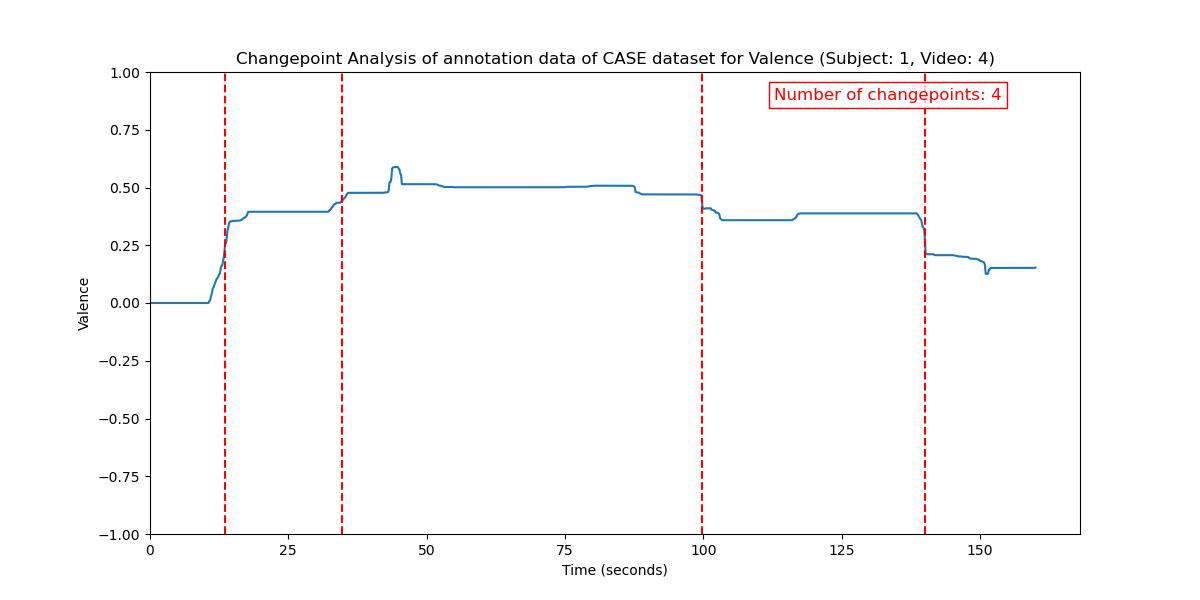 Changepoint Analysis of annotation data of CASE dataset for Valence (Subject: 1, Video: 4)
Number of changepoints: 4
1.00
0.75
0.50
0.25
0.00
−0.25
−0.50
−0.75
−1.00
Valence
0 25 50 75 100 125 150
Time (seconds)